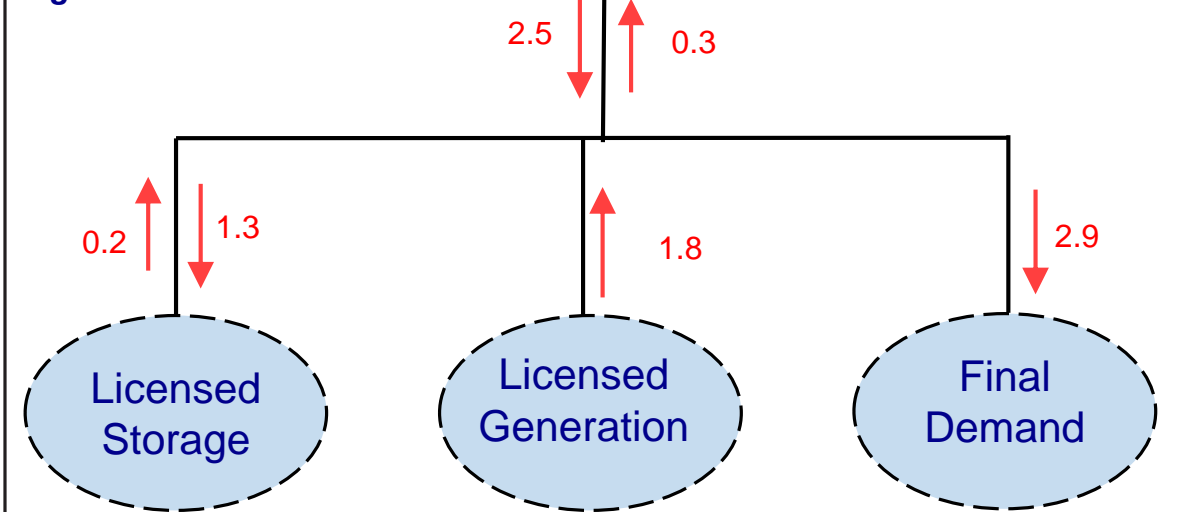 2.5
0.3
0.2
1.3
1.8
2.9
Licensed
Storage
Licensed
Generation
Final
Demand